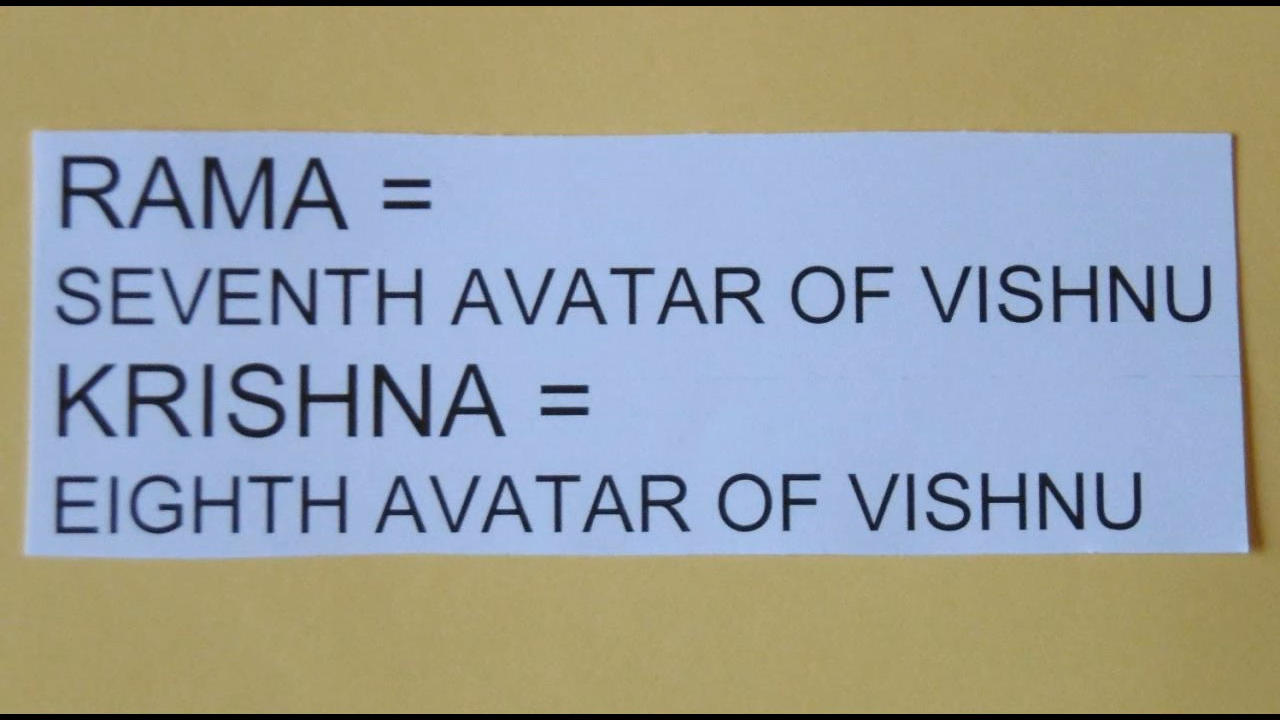 RAMA =
SEVENTH AVATAR OF VISHNU
KRISHNA =
EIGHTH AVATAR OF VISHNU